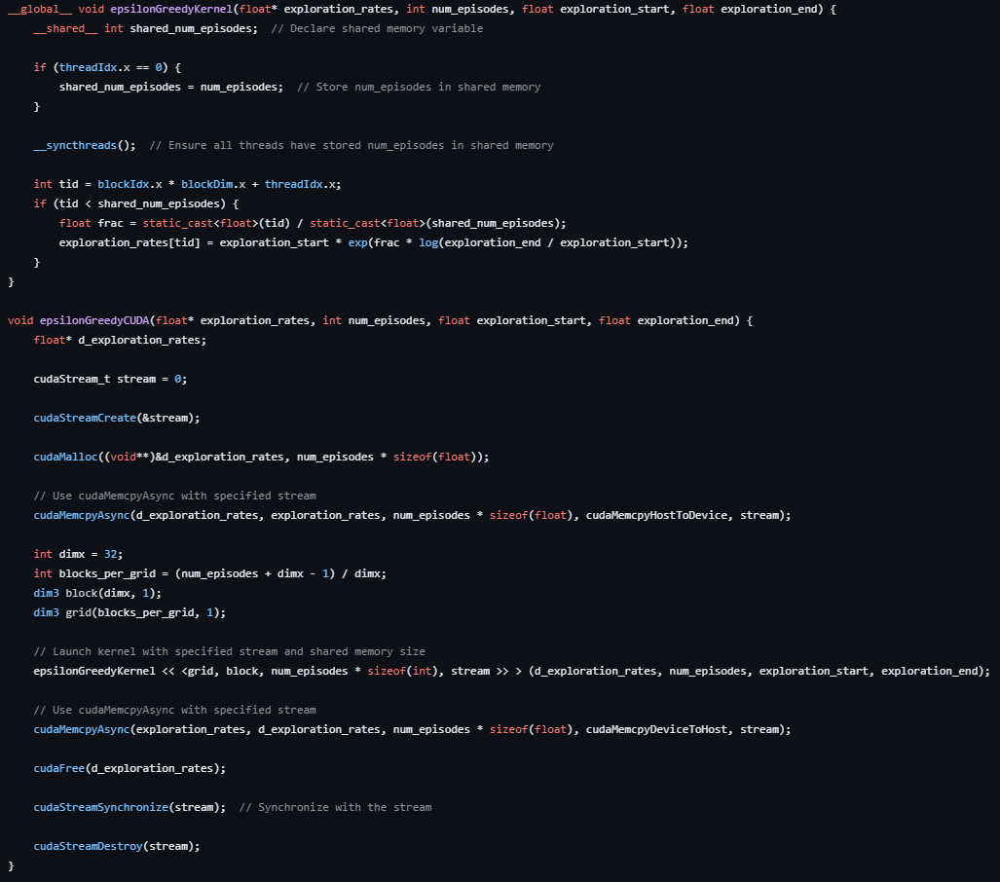 __global__ void epsilonGreedyKernel(float* exploration_rates, int num_episodes, float exploration_start, float exploration_end) {
    __shared__ int shared_num_episodes;  // Declare shared memory variable

    if (threadIdx.x == 0) {
        shared_num_episodes = num_episodes;  // Store num_episodes in shared memory
    }

    __syncthreads();  // Ensure all threads have stored num_episodes in shared memory

    int tid = blockIdx.x * blockDim.x + threadIdx.x;
    if (tid < shared_num_episodes) {
        float frac = static_cast<float>(tid) / static_cast<float>(shared_num_episodes);
        exploration_rates[tid] = exploration_start * exp(frac * log(exploration_end / exploration_start));
    }
}

void epsilonGreedyCUDA(float* exploration_rates, int num_episodes, float exploration_start, float exploration_end) {
    float* d_exploration_rates;

    cudaStream_t stream = 0;

    cudaStreamCreate(&stream);

    cudaMalloc((void**)&d_exploration_rates, num_episodes * sizeof(float));

    // Use cudaMemcpyAsync with specified stream
    cudaMemcpyAsync(d_exploration_rates, exploration_rates, num_episodes * sizeof(float), cudaMemcpyHostToDevice, stream);

    int dimx = 32;
    int blocks_per_grid = (num_episodes + dimx - 1) / dimx;
    dim3 block(dimx, 1);
    dim3 grid(blocks_per_grid, 1);

    // Launch kernel with specified stream and shared memory size
    epsilonGreedyKernel << <grid, block, num_episodes * sizeof(int), stream >> > (d_exploration_rates, num_episodes, exploration_start, exploration_end);

    // Use cudaMemcpyAsync with specified stream
    cudaMemcpyAsync(exploration_rates, d_exploration_rates, num_episodes * sizeof(float), cudaMemcpyDeviceToHost, stream);

    cudaFree(d_exploration_rates);

    cudaStreamSynchronize(stream);  // Synchronize with the stream

    cudaStreamDestroy(stream);
}